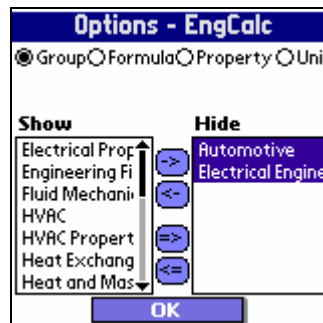 Options - EngCalc
Group Formula Property Uni
Show Hide
Electrical Prop
Engineering Fi
Fluid Mechani
HVAC
HVAC Propert
Heat Exchang
Heat and Mas
->
<-
=>
<=
Automotive
Electrical Engine
OK